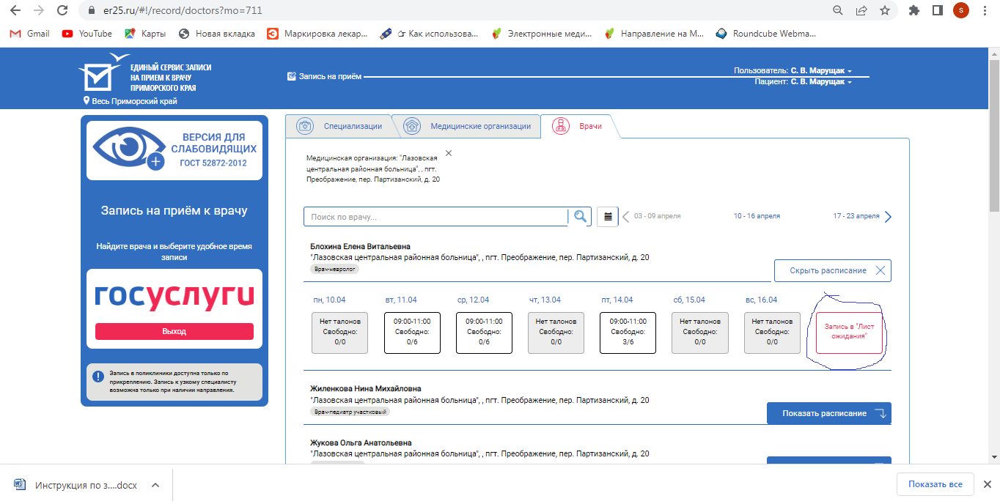 er25.ru/#!/record/doctors?mo=711
S
Gmail
YouTube
Карты
Новая вкладка
Маркировка лекар...
☞ Как использова...
Электронные меди...
Направление на М...
Roundcube Webma...
ЕДИНЫЙ СЕРВИС ЗАПИСИ
НА ПРИЕМ К ВРАЧУ
ПРИМОРСКОГО КРАЯ
Весь Приморский край
Запись на приём
Пользователь: С. В. Марущак
Пациент: С. В. Марущак
ВЕРСИЯ ДЛЯ
СЛАБОВИДЯЩИХ
ГОСТ 52872-2012
Запись на приём к врачу
Найдите врача и выберите удобное время
записи
госуслуги
Выход
Запись в поликлиники доступна только по
прикреплению. Запись к узкому специалисту
возможна только при наличии направления.
Специализации
Медицинские организации
Врачи
Медицинская организация: "Лазовская
центральная районная больница", , пгт.
Преображение, пер. Партизанский, д. 20
Поиск по врачу...
03 - 09 апреля
10 - 16 апреля
17 - 23 апреля
Блохина Елена Витальевна
"Лазовская центральная районная больница", , пгт. Преображение, пер. Партизанский, д. 20
Врач-невролог
Скрыть расписание
пн, 10.04
вт, 11.04
ср, 12.04
чт, 13.04
пт, 14.04
сб, 15.04
вс, 16.04
Нет талонов
Свободно:
0/0
09:00-11:00
Свободно:
0/6
09:00-11:00
Свободно:
0/6
Нет талонов
Свободно:
0/0
09:00-11:00
Свободно:
3/6
Нет талонов
Свободно:
0/0
Нет талонов
Свободно:
0/0
Запись в "Лист
ожидания"
Жиленкова Нина Михайловна
"Лазовская центральная районная больница", , пгт. Преображение, пер. Партизанский, д. 20
Врач-педиатр участковый
Показать расписание
Жукова Ольга Анатольевна
"Лазовская центральная районная больница", , пгт. Преображение, пер. Партизанский, д. 20
Инструкция по з....docx
Показать все